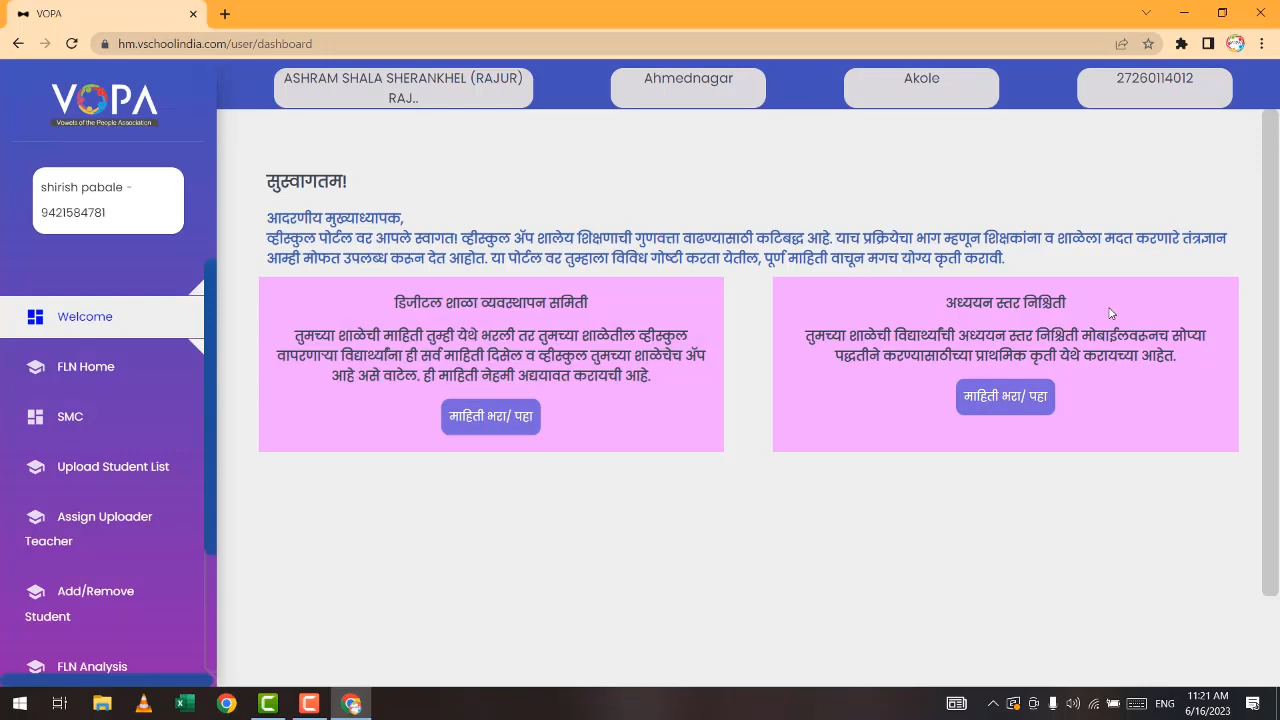 VOPA
hm.vschoolindia.com/user/dashboard
VOPA
Vowels of the People Association
ASHRAM SHALA SHERANKHEL (RAJUR)
RAJ..
Ahmednagar
Akole
27260114012
shirish pabale -
9421584781
Welcome
FLN Home
SMC
Upload Student List
Assign Uploader
Teacher
Add/Remove
Student
FLN Analysis
सुस्वागतम!
आदरणीय मुख्याध्यापक,
व्हीस्कुल पोर्टल वर आपले स्वागत! व्हीस्कुल ॲप शालेय शिक्षणाची गुणवत्ता वाढण्यासाठी कटिबद्ध आहे. याच प्रक्रियेचा भाग म्हणून शिक्षकांना व शाळेला मदत करणारे तंत्रज्ञान
आम्ही मोफत उपलब्ध करून देत आहोत. या पोर्टल वर तुम्हाला विविध गोष्टी करता येतील, पूर्ण माहिती वाचून मगच योग्य कृती करावी.
डिजीटल शाळा व्यवस्थापन समिती
तुमच्या शाळेची माहिती तुम्ही येथे भरली तर तुमच्या शाळेतील व्हीस्कुल
वापरणाऱ्या विद्यार्थ्यांना ही सर्व माहिती दिसेल व व्हीस्कुल तुमच्या शाळेचेच ॲप
आहे असे वाटेल. ही माहिती नेहमी अद्ययावत करायची आहे.
माहिती भरा/ पहा
अध्ययन स्तर निश्चिती
तुमच्या शाळेची विद्यार्थ्यांची अध्ययन स्तर निश्चिती मोबाईलवरूनच सोप्या
पद्धतीने करण्यासाठीच्या प्राथमिक कृती येथे करायच्या आहेत.
माहिती भरा/ पहा
ENG
11:21 AM
6/16/2023